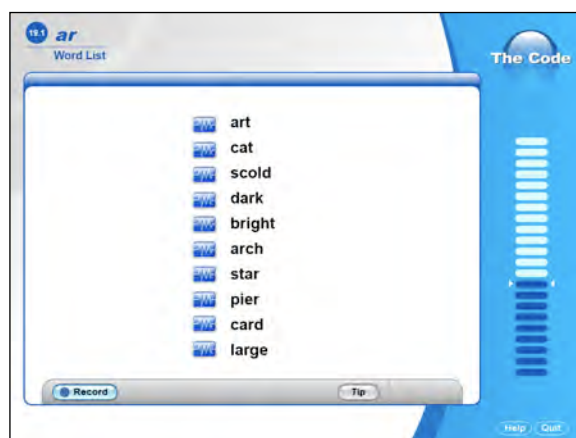 19.1 ar
Word List
The Code
art
cat
scold
dark
bright
arch
star
pier
card
large
Record
Tip
Help Quit